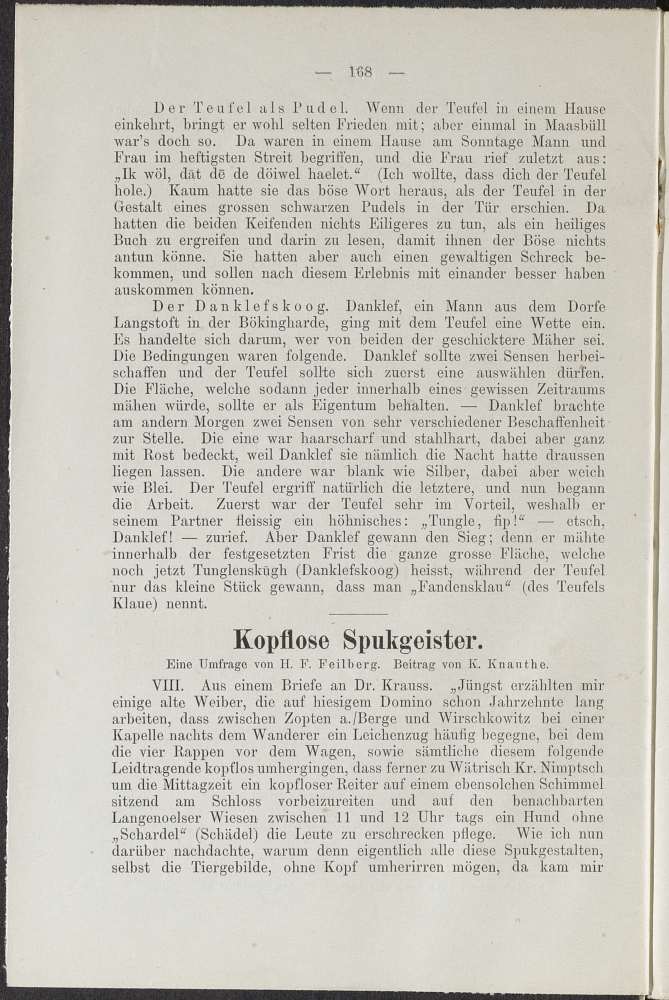 — 168 —
Der Teufel als Pudel. Wenn der Teufel in einem Hause
einkehrt, bringt er wohl selten Frieden mit; aber einmal in Maasbüll
war's doch so. Da waren in einem Hause am Sonntage Mann und
Frau im heftigsten Streit begriffen, und die Frau rief zuletzt aus:
„Ik wöl, dät dē de döiwel haelet.“ (Ich wollte, dass dich der Teufel
hole.) Kaum hatte sie das böse Wort heraus, als der Teufel in der
Gestalt eines grossen schwarzen Pudels in der Tür erschien. Da
hatten die beiden Keifenden nichts Eiligeres zu tun, als ein heiliges
Buch zu ergreifen und darin zu lesen, damit ihnen der Böse nichts
antun könne. Sie hatten aber auch einen gewaltigen Schreck be-
kommen, und sollen nach diesem Erlebnis mit einander besser haben
auskommen können.
Der Danklefskoog. Danklef, ein Mann aus dem Dorfe
Langstoft in der Bökingharde, ging mit dem Teufel eine Wette ein.
Es handelte sich darum, wer von beiden der geschicktere Mäher sei.
Die Bedingungen waren folgende. Danklef sollte zwei Sensen herbei-
schaffen und der Teufel sollte sich zuerst eine auswählen dürfen.
Die Fläche, welche sodann jeder innerhalb eines gewissen Zeitraums
mähen würde, sollte er als Eigentum behalten. — Danklef brachte
am andern Morgen zwei Sensen von sehr verschiedener Beschaffenheit
zur Stelle. Die eine war haarscharf und stahlhart, dabei aber ganz
mit Rost bedeckt, weil Danklef sie nämlich die Nacht hatte draussen
liegen lassen. Die andere war blank wie Silber, dabei aber weich
wie Blei. Der Teufel ergriff natürlich die letztere, und nun begann
die Arbeit. Zuerst war der Teufel sehr im Vorteil, weshalb er
seinem Partner fleissig ein höhnisches: „Tungle, fip!“ — etsch,
Danklef! — zurief. Aber Danklef gewann den Sieg; denn er mähte
innerhalb der festgesetzten Frist die ganze grosse Fläche, welche
noch jetzt Tunglenskūgh (Danklefskoog) heisst, während der Teufel
nur das kleine Stück gewann, dass man „Fandensklau“ (des Teufels
Klaue) nennt.
Kopflose Spukgeister.
Eine Umfrage von H. F. Feilberg. Beitrag von K. Knauthe.
VIII. Aus einem Briefe an Dr. Krauss. „Jüngst erzählten mir
einige alte Weiber, die auf hiesigem Domino schon Jahrzehnte lang
arbeiten, dass zwischen Zopten a./Berge und Wirschkowitz bei einer
Kapelle nachts dem Wanderer ein Leichenzug häufig begegne, bei dem
die vier Rappen vor dem Wagen, sowie sämtliche diesem folgende
Leidtragende kopflos umhergingen, dass ferner zu Wätrisch Kr. Nimptsch
um die Mittagzeit ein kopfloser Reiter auf einem ebensolchen Schimmel
sitzend am Schloss vorbeizureiten und auf den benachbarten
Langenoelser Wiesen zwischen 11 und 12 Uhr tags ein Hund ohne
„Schardel“ (Schädel) die Leute zu erschrecken pflege. Wie ich nun
darüber nachdachte, warum denn eigentlich alle diese Spukgestalten,
selbst die Tiergebilde, ohne Kopf umherirren mögen, da kam mir